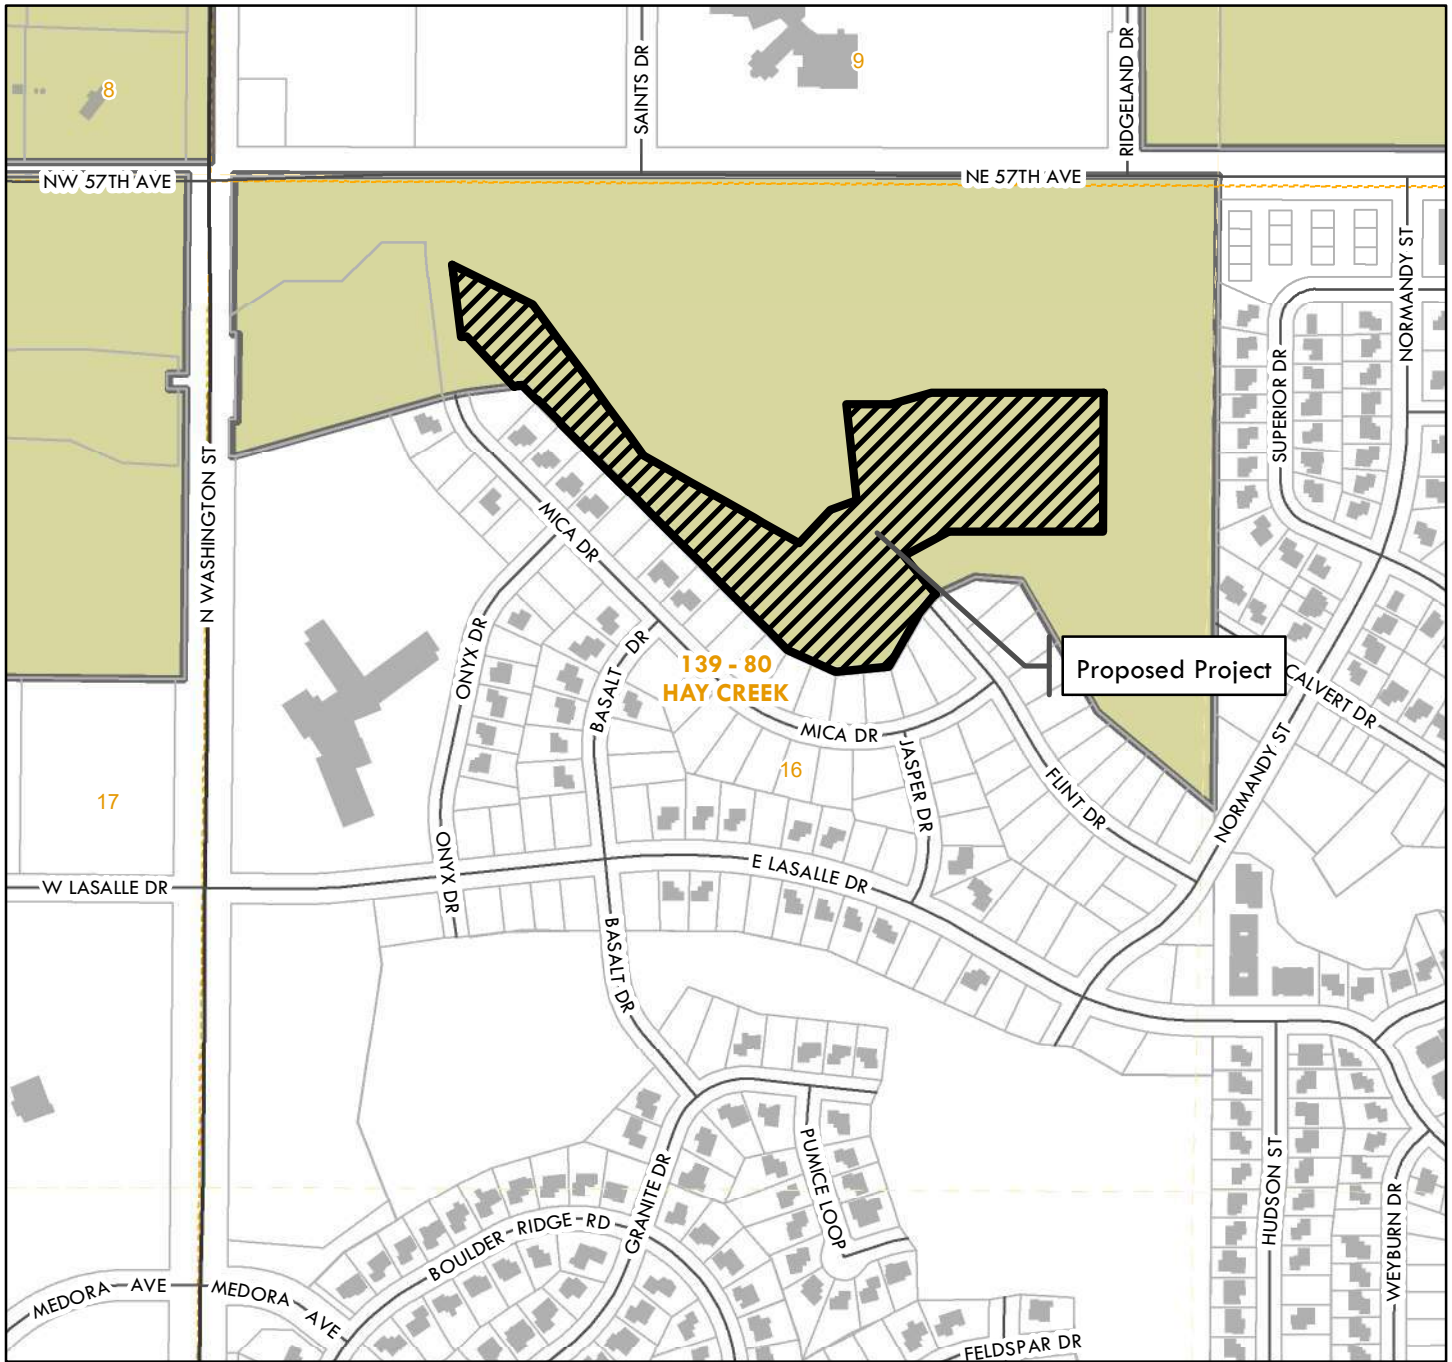 SAINTS DR
9
RIDGELAND DR
8
NW 57TH AVE
NE 57TH AVE
NORMANDY ST
SUPERIOR DR
N WASHINGTON ST
MICA DR
ONYX DR
BASALT DR
139 - 80
HAY CREEK
Proposed Project
CALVERT DR
MICA DR
JASPER DR
16
17
FLINT DR
NORMANDY ST
ONYX DR
E LASALLE DR
W LASALLE DR
BASALT DR
PUMICE LOOP
GRANITE DR
HUDSON ST
WEYBURN DR
BOULDER RIDGE RD
MEDORA AVE
MEDORA AVE
FELDSPAR DR